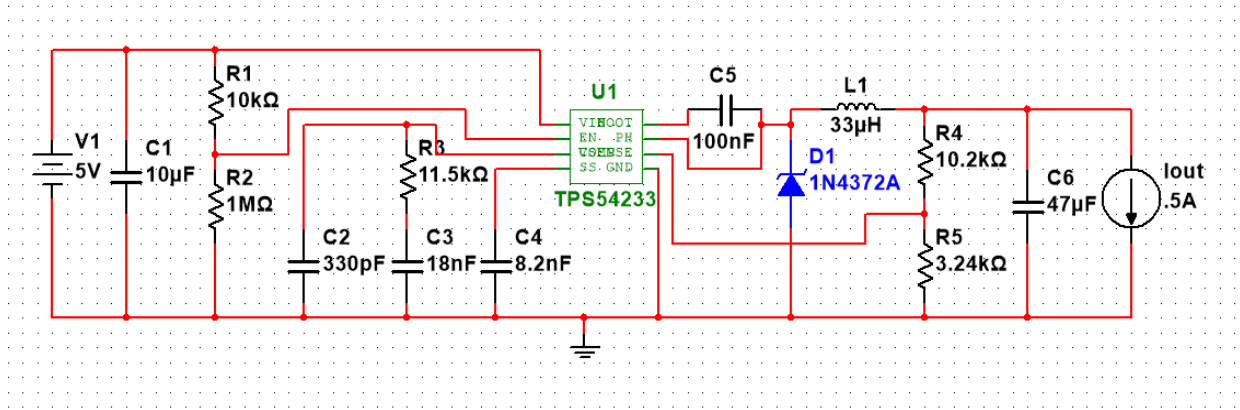 V1
5V
C1
10µF
R1
10kΩ
R2
1MΩ
C2
330pF
R3
11.5kΩ
C3
18nF
C4
8.2nF
U1
EN
PH
SS
GND
TPS54233
C5
100nF
D1
1N4372A
L1
33µH
R4
10.2kΩ
R5
3.24kΩ
C6
47µF
Iout
.5A